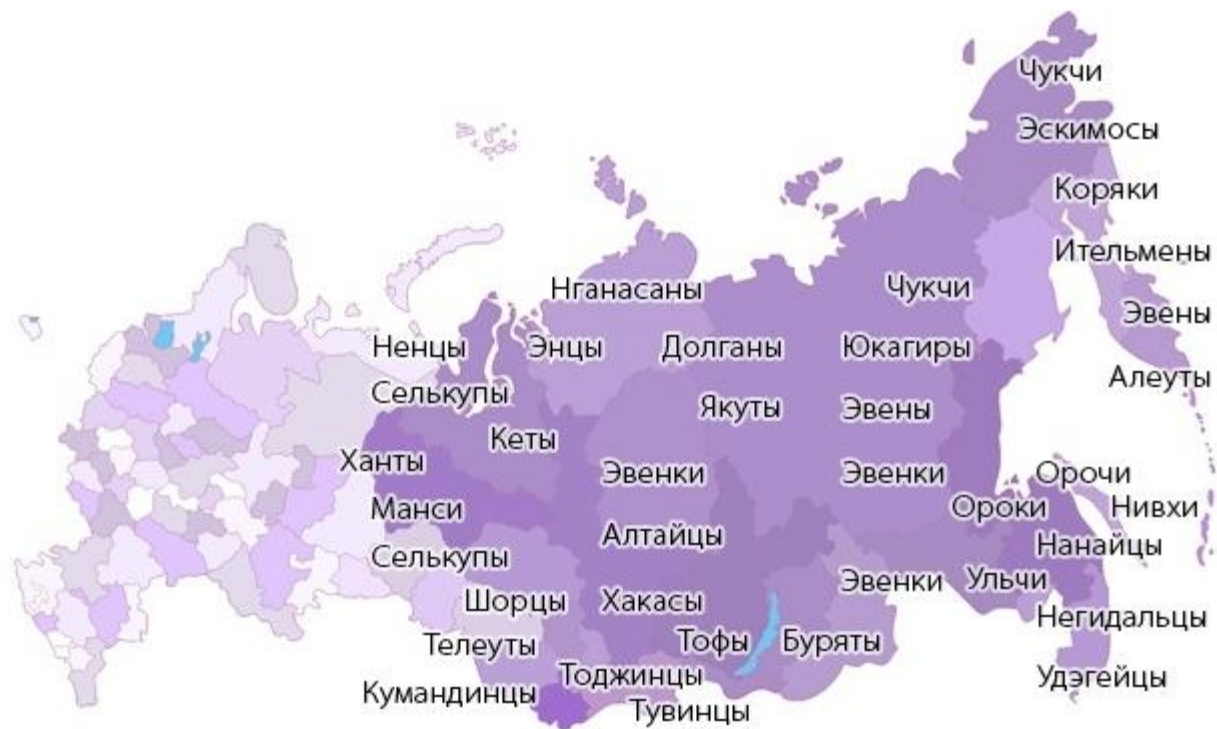 Чукчи
Эскимосы
Коряки
Ительмены
Нганасаны
Чукчи
Эвены
Ненцы
Энцы
Долганы
Юкагиры
Алеуты
Селькупы
Якуты
Эвены
Кеты
Ханты
Эвенки
Эвенки
Орочи
Манси
Ороки
Нивхи
Алтайцы
Нанайцы
Селькупы
Эвенки
Ульчи
Шорцы
Хакасы
Негидальцы
Телеуты
Тофы
Буряты
Тоджинцы
Удэгейцы
Кумандинцы
Тувинцы